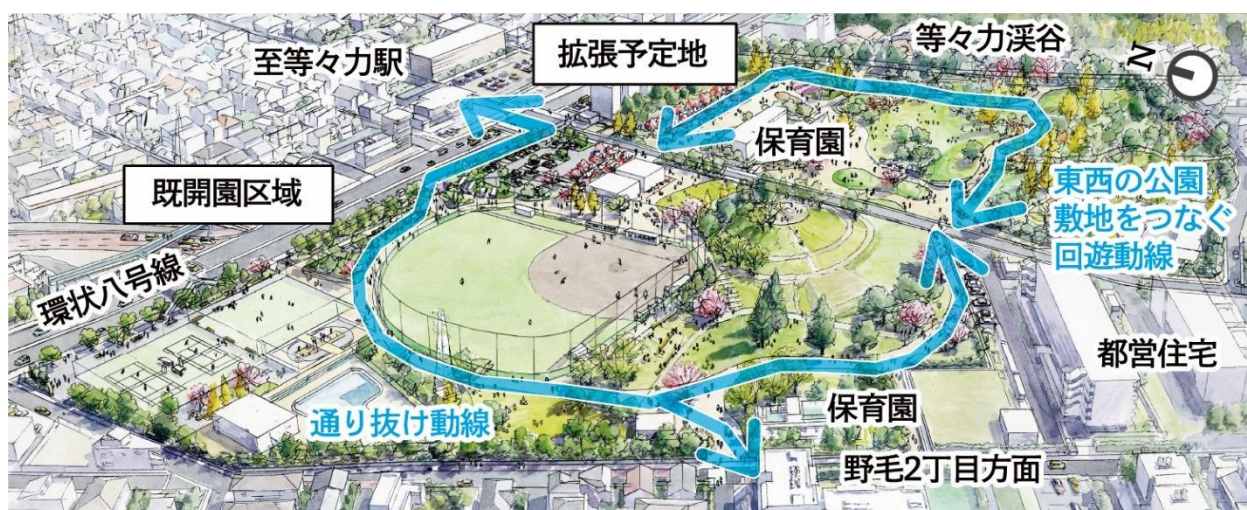 至等々力駅
拡張予定地
等々力渓谷
N
保育園
既開園区域
東西の公園
敷地をつなぐ
回遊動線
環状八号線
都営住宅
通り抜け動線
保育園
野毛2丁目方面